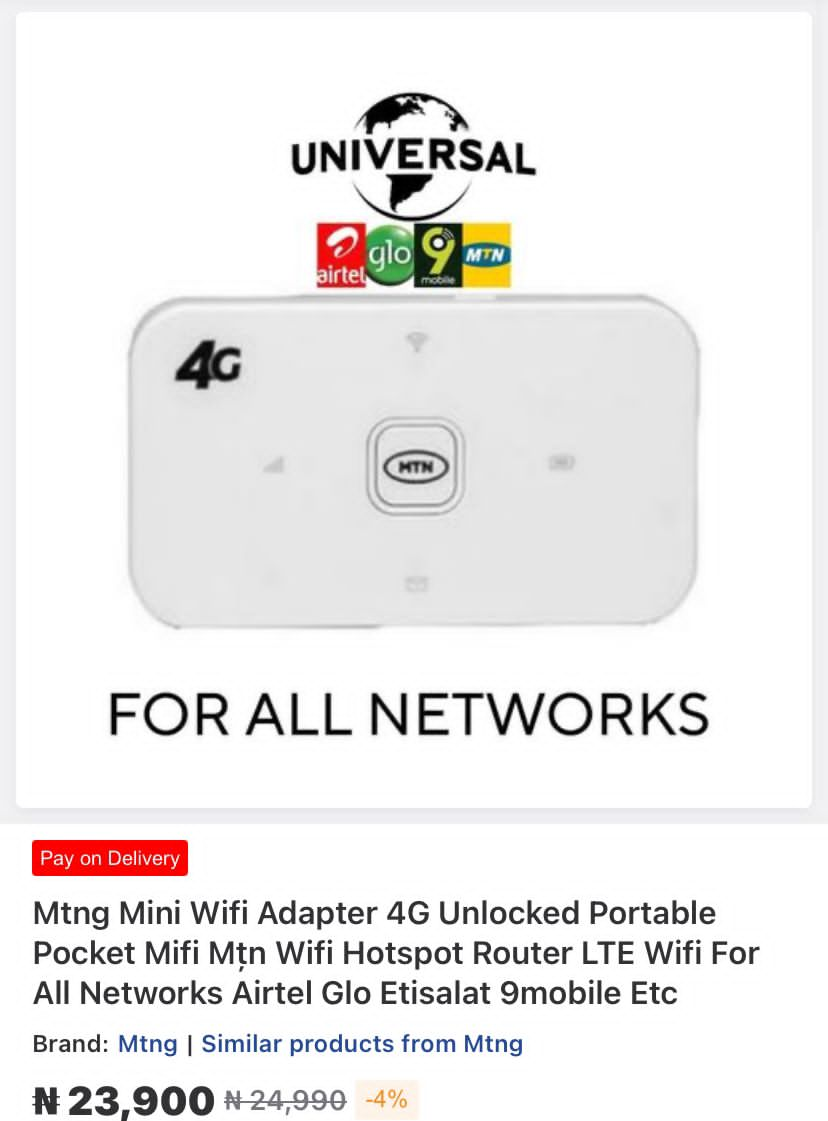 UNIVERSAL
airtel glo 9 mobile MTN
4G
MTN
FOR ALL NETWORKS
Pay on Delivery
Mtng Mini Wifi Adapter 4G Unlocked Portable
Pocket Mifi Mțn Wifi Hotspot Router LTE Wifi For
All Networks Airtel Glo Etisalat 9mobile Etc
Brand: Mtng | Similar products from Mtng
₦ 23,900 ₦ 24,990 -4%